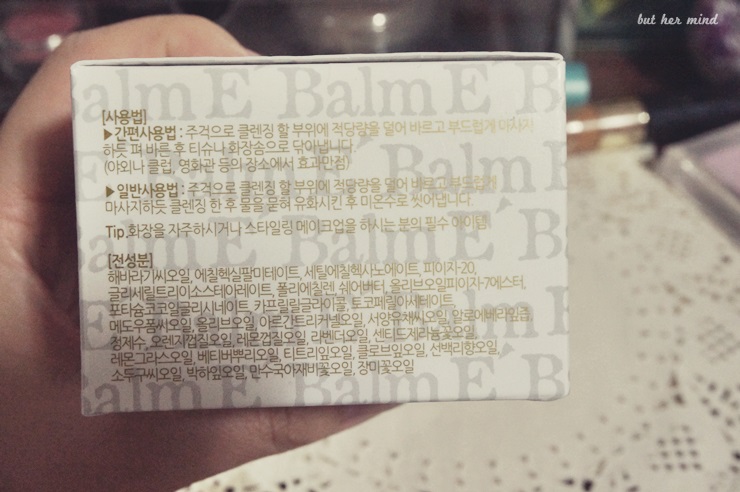 but her mind
[사용법]
▶간편사용법 : 주걱으로 클렌징 할 부위에 적당량을 덜어 바르고 부드럽게 마사지
하듯 펴 바른 후 티슈나 화장솜으로 닦아냅니다.
(야외나 클럽, 영화관 등의 장소에서 효과만점)
▶일반사용법 : 주걱으로 클렌징 할 부위에 적당량을 덜어 바르고 부드럽게
마사지하듯 클렌징 한 후 물을 묻혀 유화시킨 후 미온수로 씻어냅니다.
Tip.화장을 자주하시거나 스타일링 메이크업을 하시는 분의 필수 아이템
[전성분]
해바라기씨오일, 에칠헥실팔미테이트, 세틸에칠헥사노에이트, 피이지-20,
글리세릴트리이소스테아레이트, 폴리에칠렌, 쉐어버터, 올리브오일피이지-7에스터,
포타슘코코일글리시네이트, 카프릴릴글라이콜, 토코페릴아세테이트,
메도우폼씨오일, 올리브오일, 아르간트리커넬오일, 서양유채씨오일, 알로에베라잎즙,
정제수, 오렌지껍질오일, 레몬껍질오일, 라벤더오일, 센티드제라늄꽃오일,
레몬그라스오일, 베티버뿌리오일, 티트리잎오일, 클로브잎오일, 선백리향오일,
소두구씨오일, 박하잎오일, 만수국아재비꽃오일, 장미꽃오일